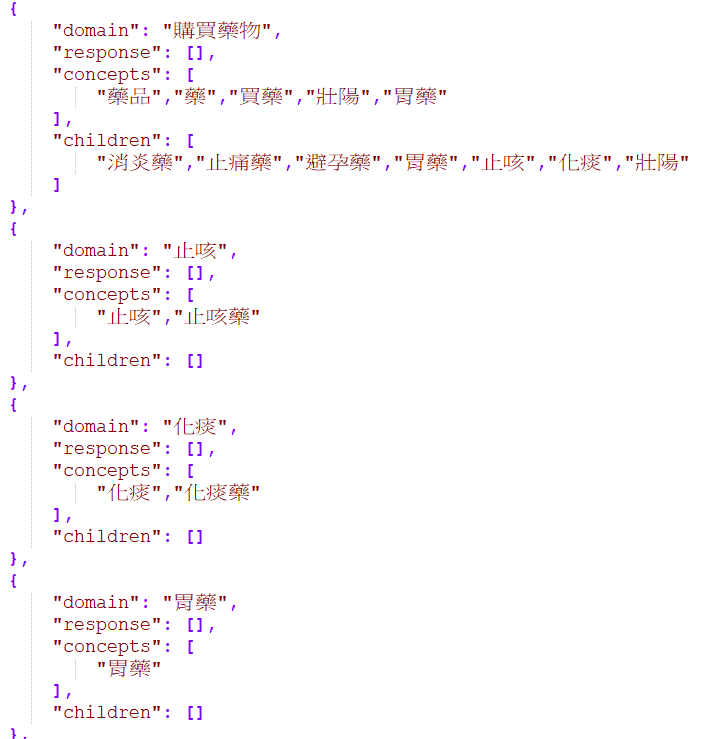 {
"domain": "購買藥物",
"response": [],
"concepts": [
"藥品","藥","買藥","壯陽","胃藥"
],
"children": [
"消炎藥","止痛藥","避孕藥","胃藥","止咳","化痰","壯陽"
]
},
{
"domain": "止咳",
"response": [],
"concepts": [
"止咳","止咳藥"
],
"children": []
},
{
"domain": "化痰",
"response": [],
"concepts": [
"化痰","化痰藥"
],
"children": []
},
{
"domain": "胃藥",
"response": [],
"concepts": [
"胃藥"
],
"children": []
},